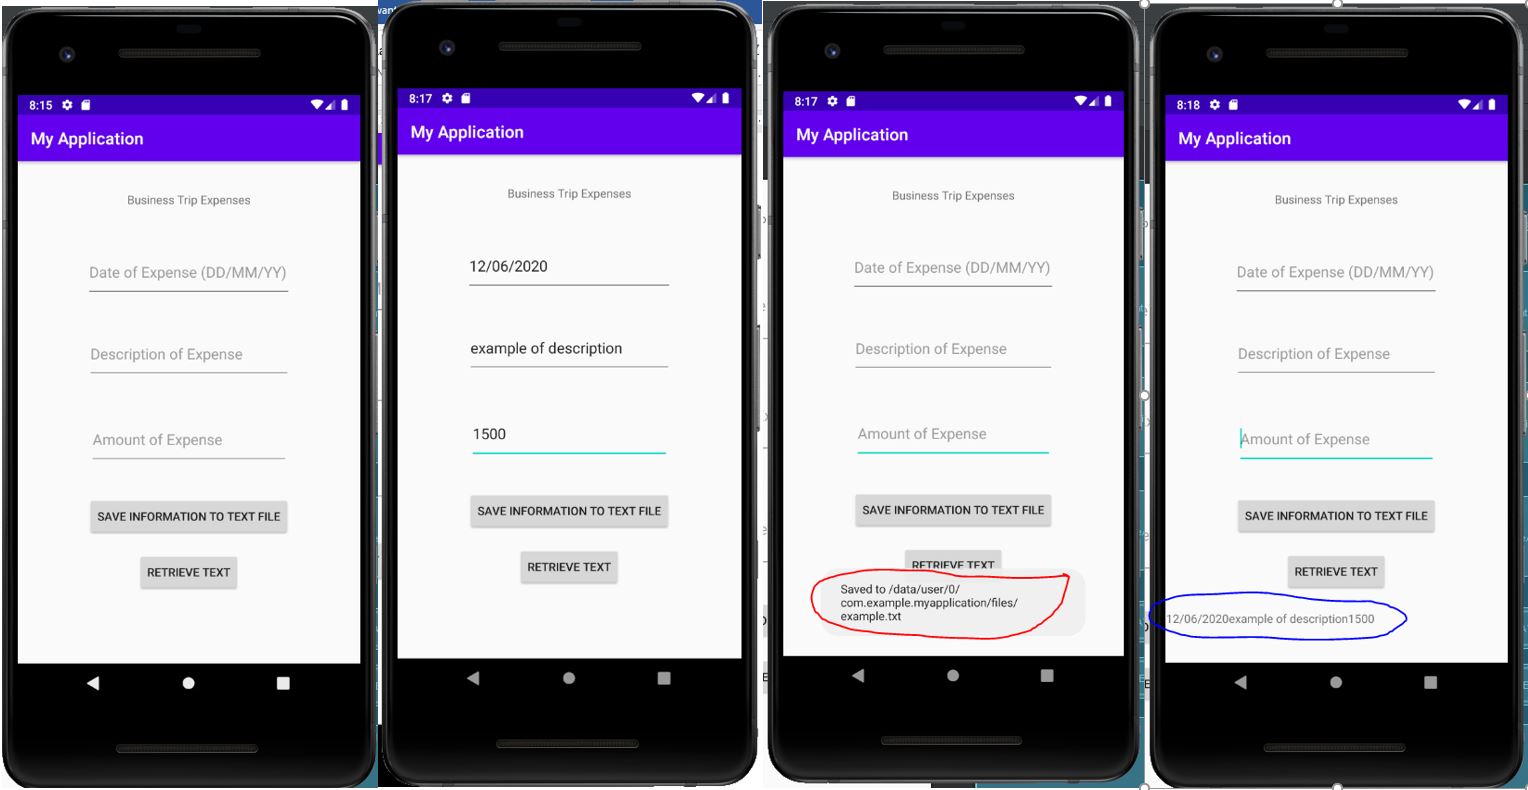 8:15
My Application
Business Trip Expenses
Date of Expense (DD/MM/YY)
Description of Expense
Amount of Expense
SAVE INFORMATION TO TEXT FILE
RETRIEVE TEXT
8:17
My Application
Business Trip Expenses
12/06/2020
example of description
1500
SAVE INFORMATION TO TEXT FILE
RETRIEVE TEXT
8:17
My Application
Business Trip Expenses
Date of Expense (DD/MM/YY)
Description of Expense
Amount of Expense
SAVE INFORMATION TO TEXT FILE
RETRIEVE TEXT
Saved to /data/user/0/
com.example.myapplication/files/
example.txt
8:18
My Application
Business Trip Expenses
Date of Expense (DD/MM/YY)
Description of Expense
Amount of Expense
SAVE INFORMATION TO TEXT FILE
RETRIEVE TEXT
12/06/2020example of description1500